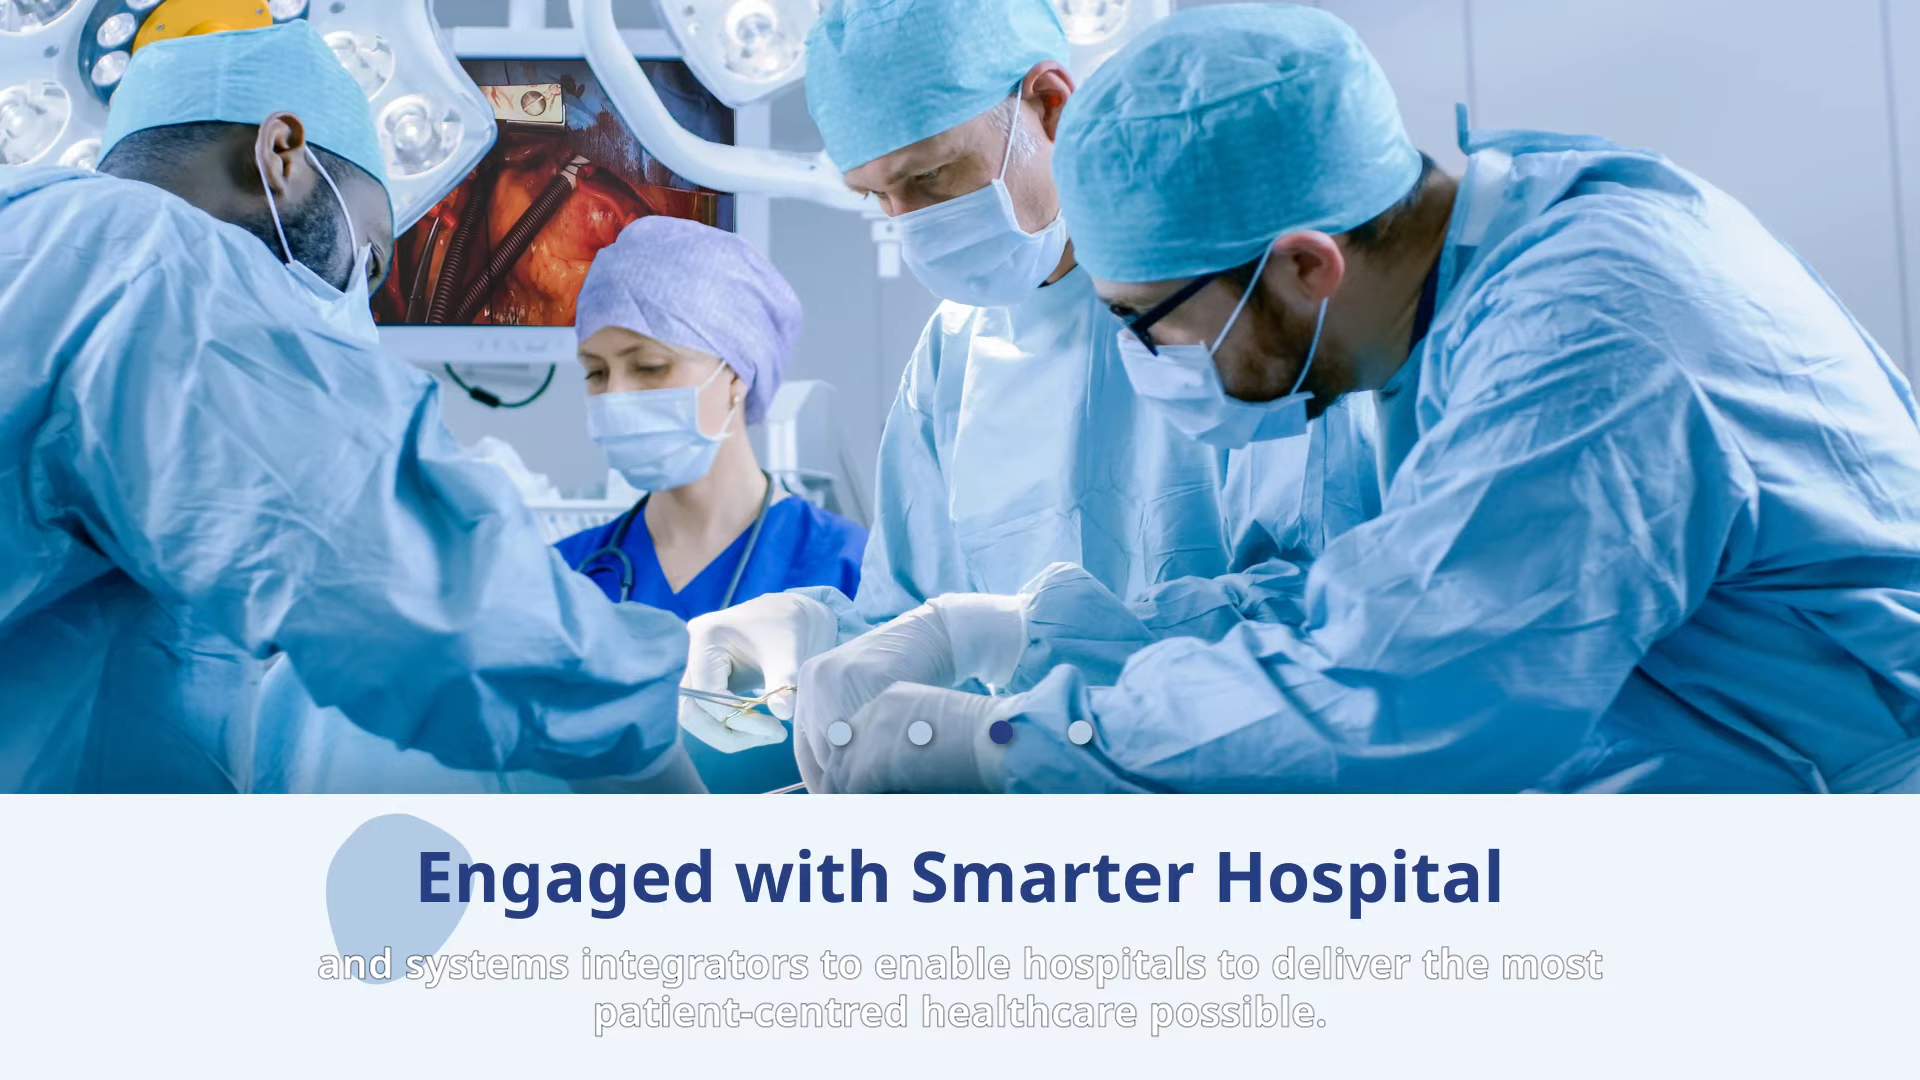 Engaged with Smarter Hospital
and systems integrators to enable hospitals to deliver the most
patient-centred healthcare possible.